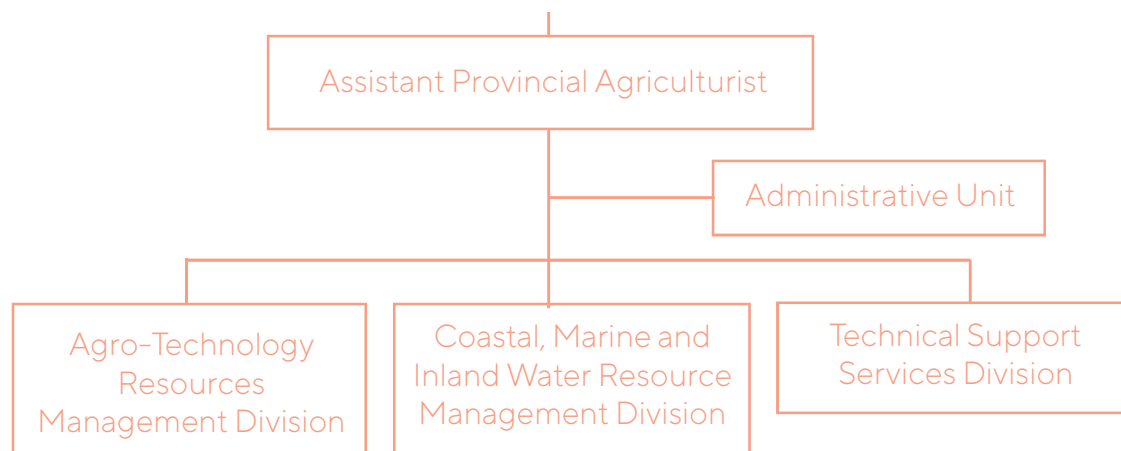 Assistant Provincial Agriculturist
Administrative Unit
Agro-Technology
Resources
Management Division
Coastal, Marine and
Inland Water Resource
Management Division
Technical Support
Services Division